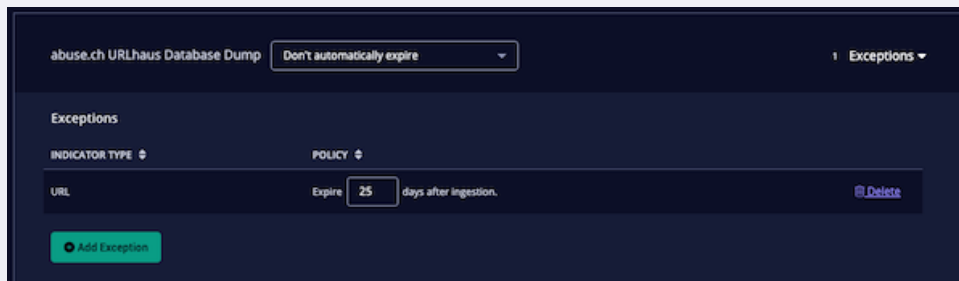 abuse.ch URLhaus Database Dump Don't automatically expire 1 Exceptions
Exceptions
INDICATOR TYPE POLICY
URL Expire 25 days after ingestion. Delete
Add Exception